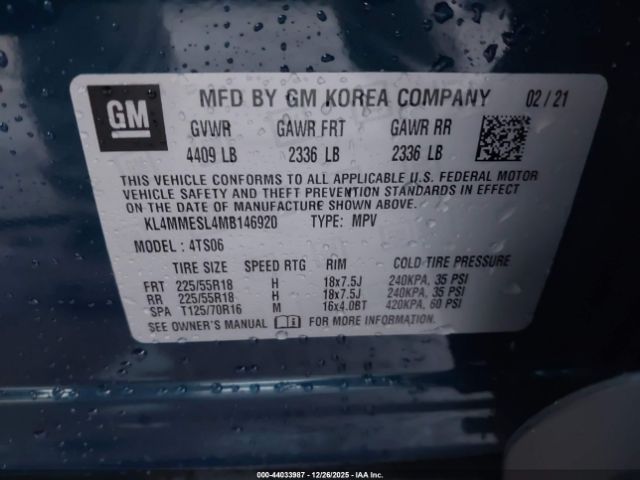 GM MFD BY GM KOREA COMPANY 02 / 21
GVWR GAWR FRT GAWR RR
4409 LB 2336 LB 2336 LB
THIS VEHICLE CONFORMS TO ALL APPLICABLE U.S. FEDERAL MOTOR
VEHICLE SAFETY AND THEFT PREVENTION STANDARDS IN EFFECT
ON THE DATE OF MANUFACTURE SHOWN ABOVE.
KL4MMESL4MB146920 TYPE: MPV
MODEL : 4TS06
TIRE SIZE SPEED RTG RIM COLD TIRE PRESSURE
FRT 225/55R18 H 18x7.5J 240KPA, 35 PSI
RR 225/55R18 H 18x7.5J 240KPA, 35 PSI
SPA T125/70R16 M 16x4.0BT 420KPA, 60 PSI
SEE OWNER'S MANUAL i FOR MORE INFORMATION.
000-44033987 - 12/26/2025 - IAA Inc.